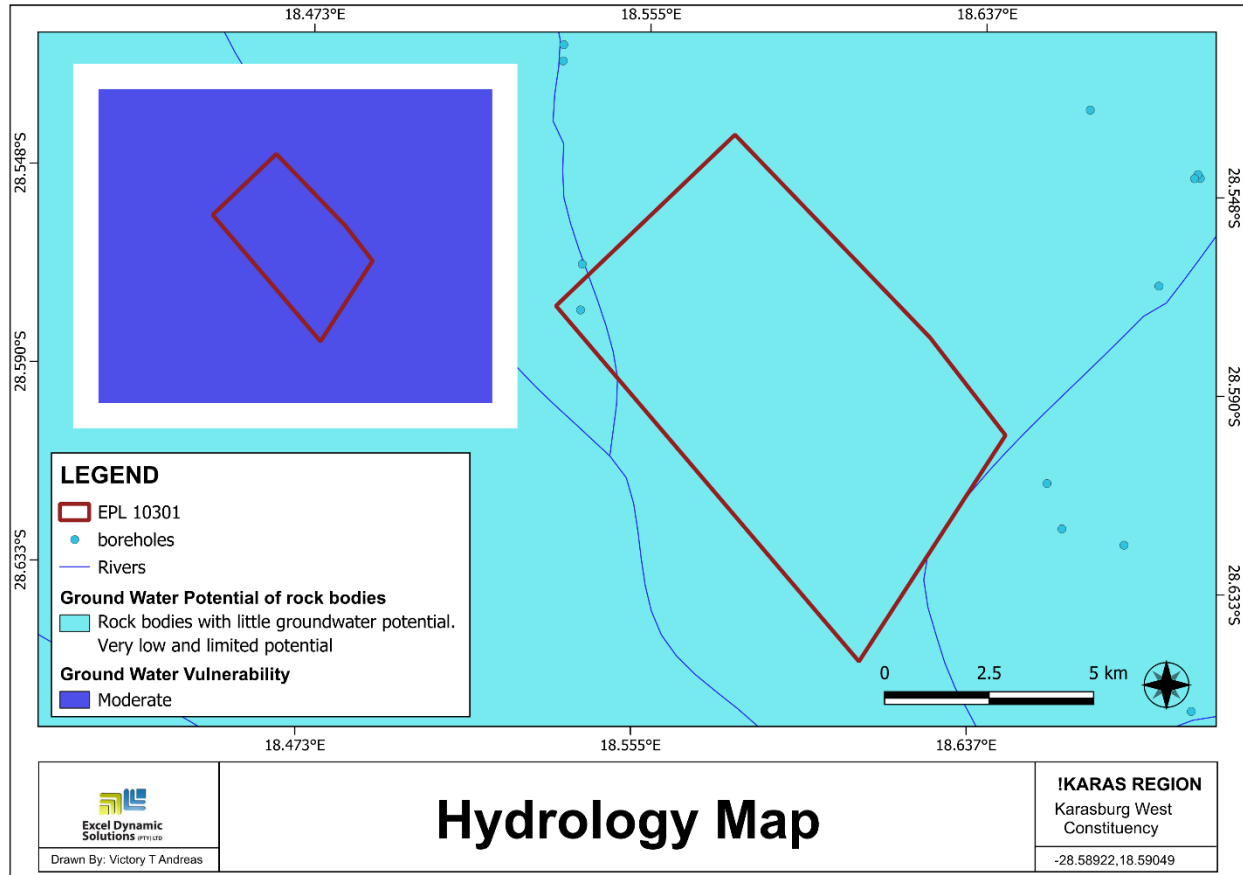 18.473°E
18.555°E
18.637°E
28.548°S
28.590°S
28.633°S
28.548°S
28.590°S
28.633°S
LEGEND
EPL 10301
boreholes
Rivers
Ground Water Potential of rock bodies
Rock bodies with little groundwater potential.
Very low and limited potential
Ground Water Vulnerability
Moderate
0 2.5 5 km
18.473°E
18.555°E
18.637°E
Excel Dynamic
Solutions (PTY) LTD
Drawn By: Victory T Andreas
Hydrology Map
!KARAS REGION
Karasburg West
Constituency
-28.58922,18.59049